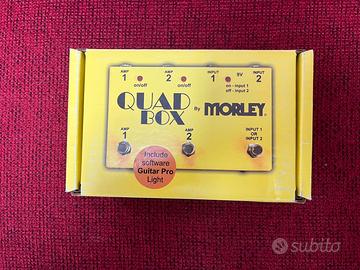 AMP 1
AMP 2
INPUT 1
9V
INPUT 2
on/off
on/off
on - input 1
off - input 2
QUAD BOX
By
MORLEY
AMP 1
AMP 2
INPUT 1
OR
INPUT 2
Include
software
Guitar Pro
Light
subito